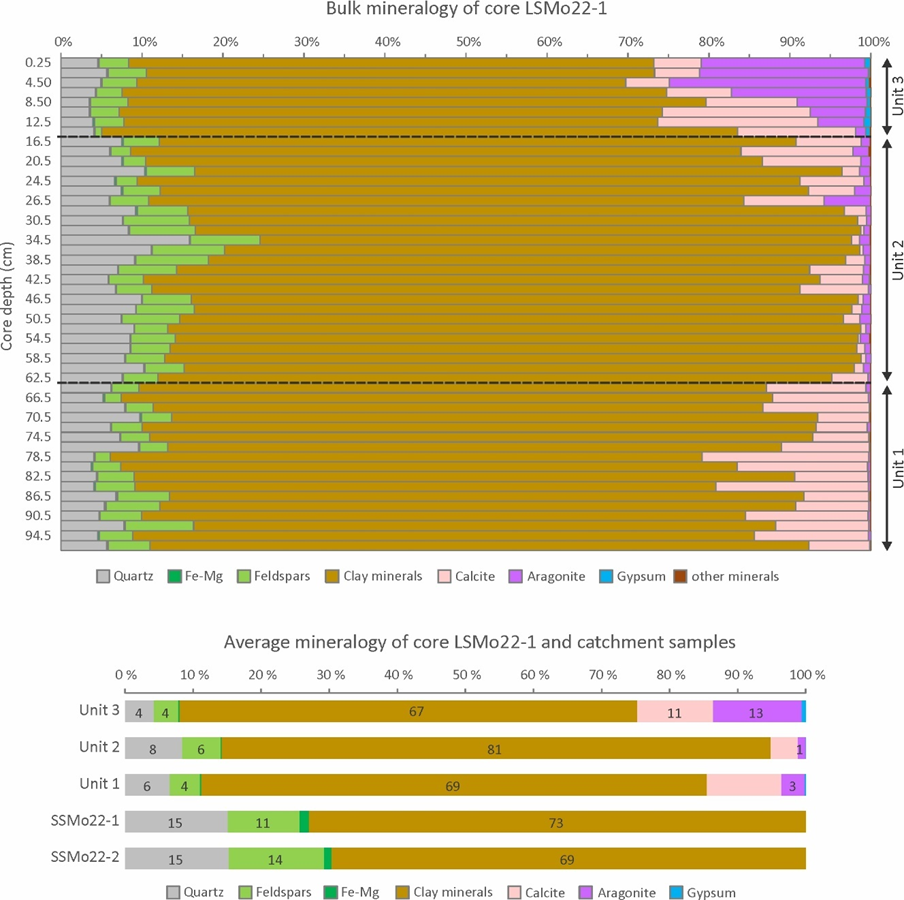 Bulk mineralogy of core LSMo22-1
0% 10% 20% 30% 40% 50% 60% 70% 80% 90% 100%
Core depth (cm)
0.25
4.50
8.50
12.5
16.5
20.5
24.5
26.5
30.5
34.5
38.5
42.5
46.5
50.5
54.5
58.5
62.5
66.5
70.5
74.5
78.5
82.5
86.5
90.5
94.5
Unit 3
Unit 2
Unit 1
Quartz Fe-Mg Feldspars Clay minerals Calcite Aragonite Gypsum other minerals
Average mineralogy of core LSMo22-1 and catchment samples
0 % 10 % 20 % 30 % 40 % 50 % 60 % 70 % 80 % 90 % 100 %
Unit 3 4 4 67 11 13
Unit 2 8 6 81 1
Unit 1 6 4 69 3
SSMo22-1 15 11 73
SSMo22-2 15 14 69
Quartz Feldspars Fe-Mg Clay minerals Calcite Aragonite Gypsum